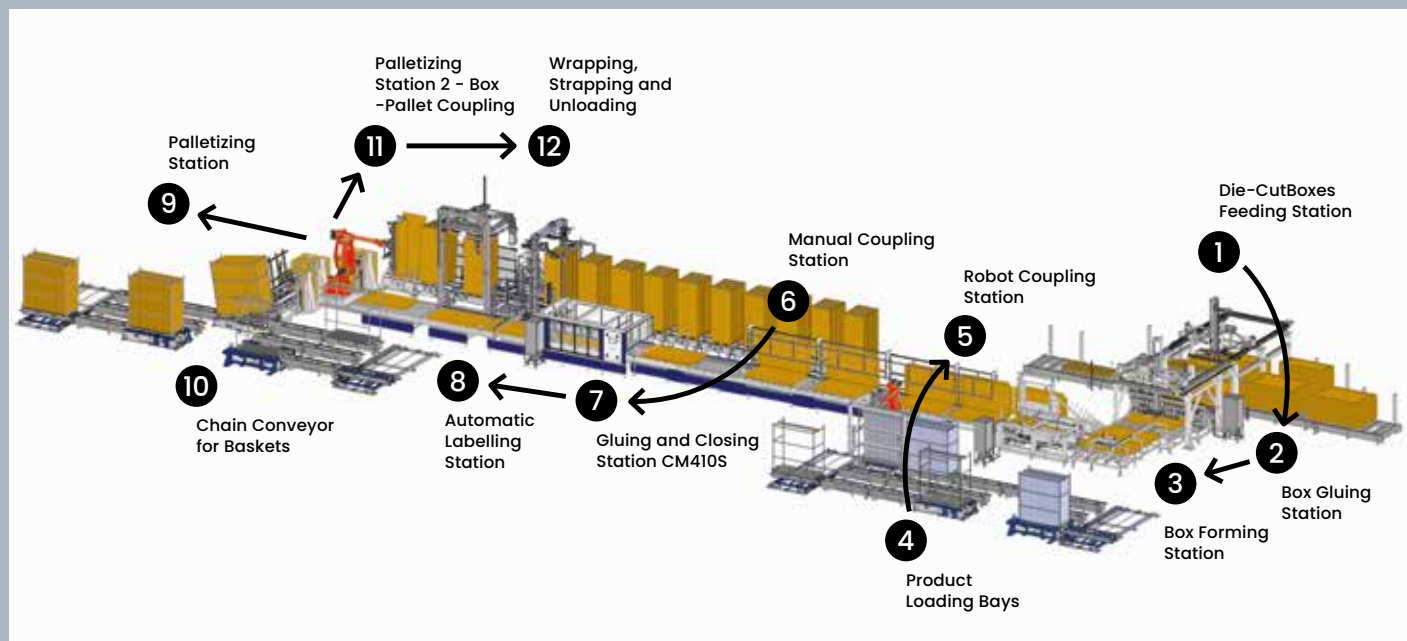 Palletizing
Station 2 - Box
-Pallet Coupling
11
Wrapping,
Strapping and
Unloading
12
Palletizing
Station
9
Die-CutBoxes
Feeding Station
1
Manual Coupling
Station
6
Robot Coupling
Station
5
10
Chain Conveyor
for Baskets
8
Automatic
Labelling
Station
7
Gluing and Closing
Station CM410S
2
Box Gluing
Station
3
Box Forming
Station
4
Product
Loading Bays